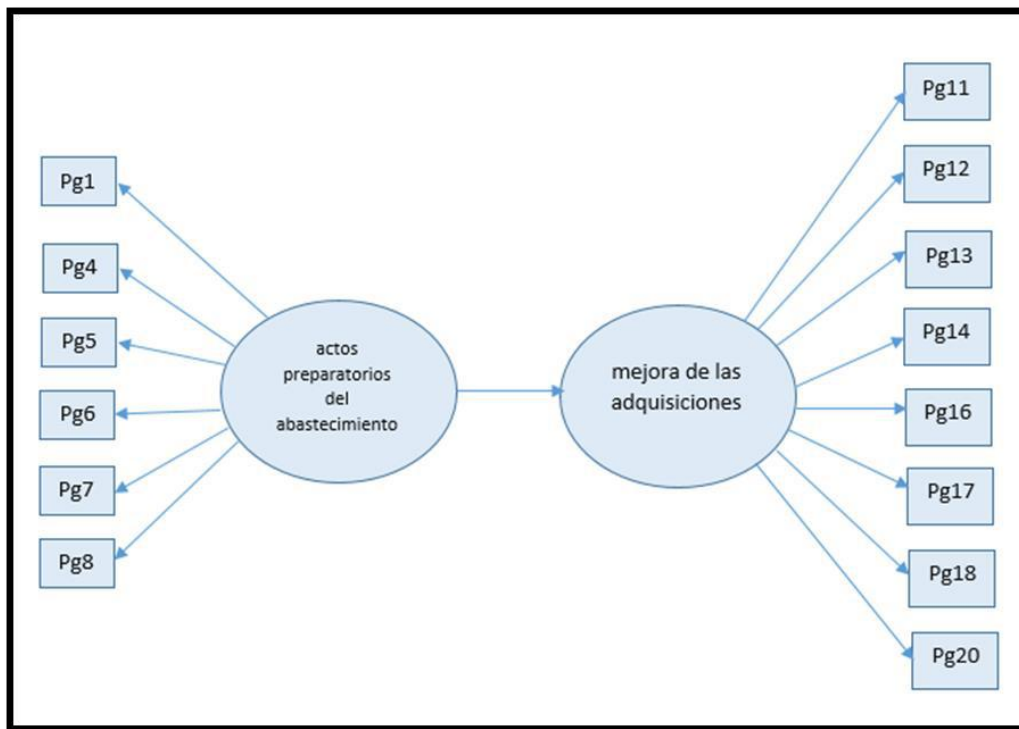 Pg1
Pg4
Pg5
Pg6
Pg7
Pg8
actos
preparatorios
del
abastecimiento
mejora de las
adquisiciones
Pg11
Pg12
Pg13
Pg14
Pg16
Pg17
Pg18
Pg20